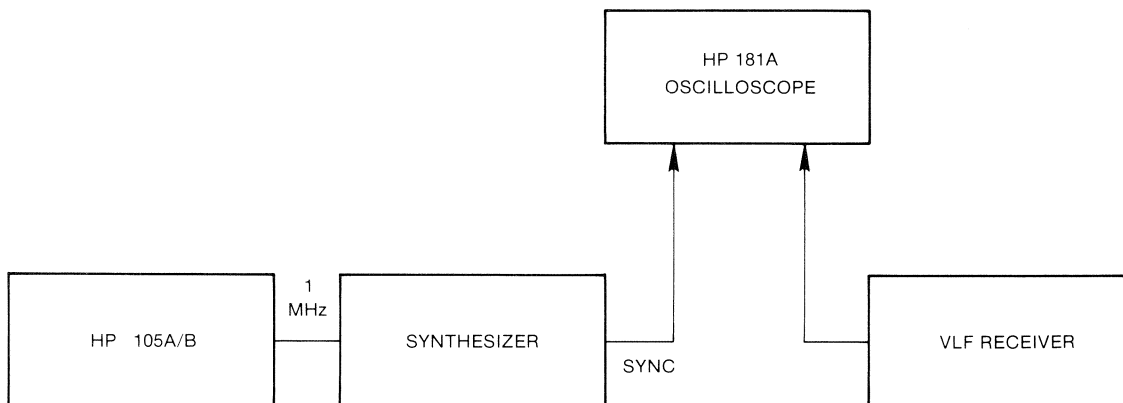 HP 181A
OSCILLOSCOPE
1
MHz
HP 105A/B
SYNTHESIZER
SYNC
VLF RECEIVER